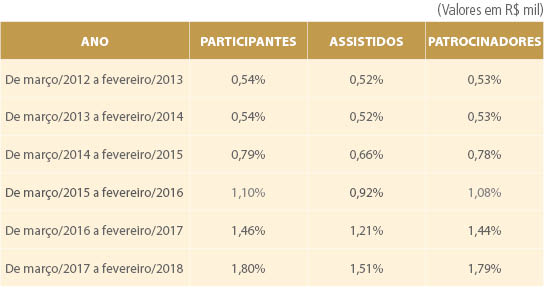 (Valores em R$ mil)
ANO PARTICIPANTES ASSISTIDOS PATROCINADORES
De março/2012 a fevereiro/2013 0,54% 0,52% 0,53%
De março/2013 a fevereiro/2014 0,54% 0,52% 0,53%
De março/2014 a fevereiro/2015 0,79% 0,66% 0,78%
De março/2015 a fevereiro/2016 1,10% 0,92% 1,08%
De março/2016 a fevereiro/2017 1,46% 1,21% 1,44%
De março/2017 a fevereiro/2018 1,80% 1,51% 1,79%